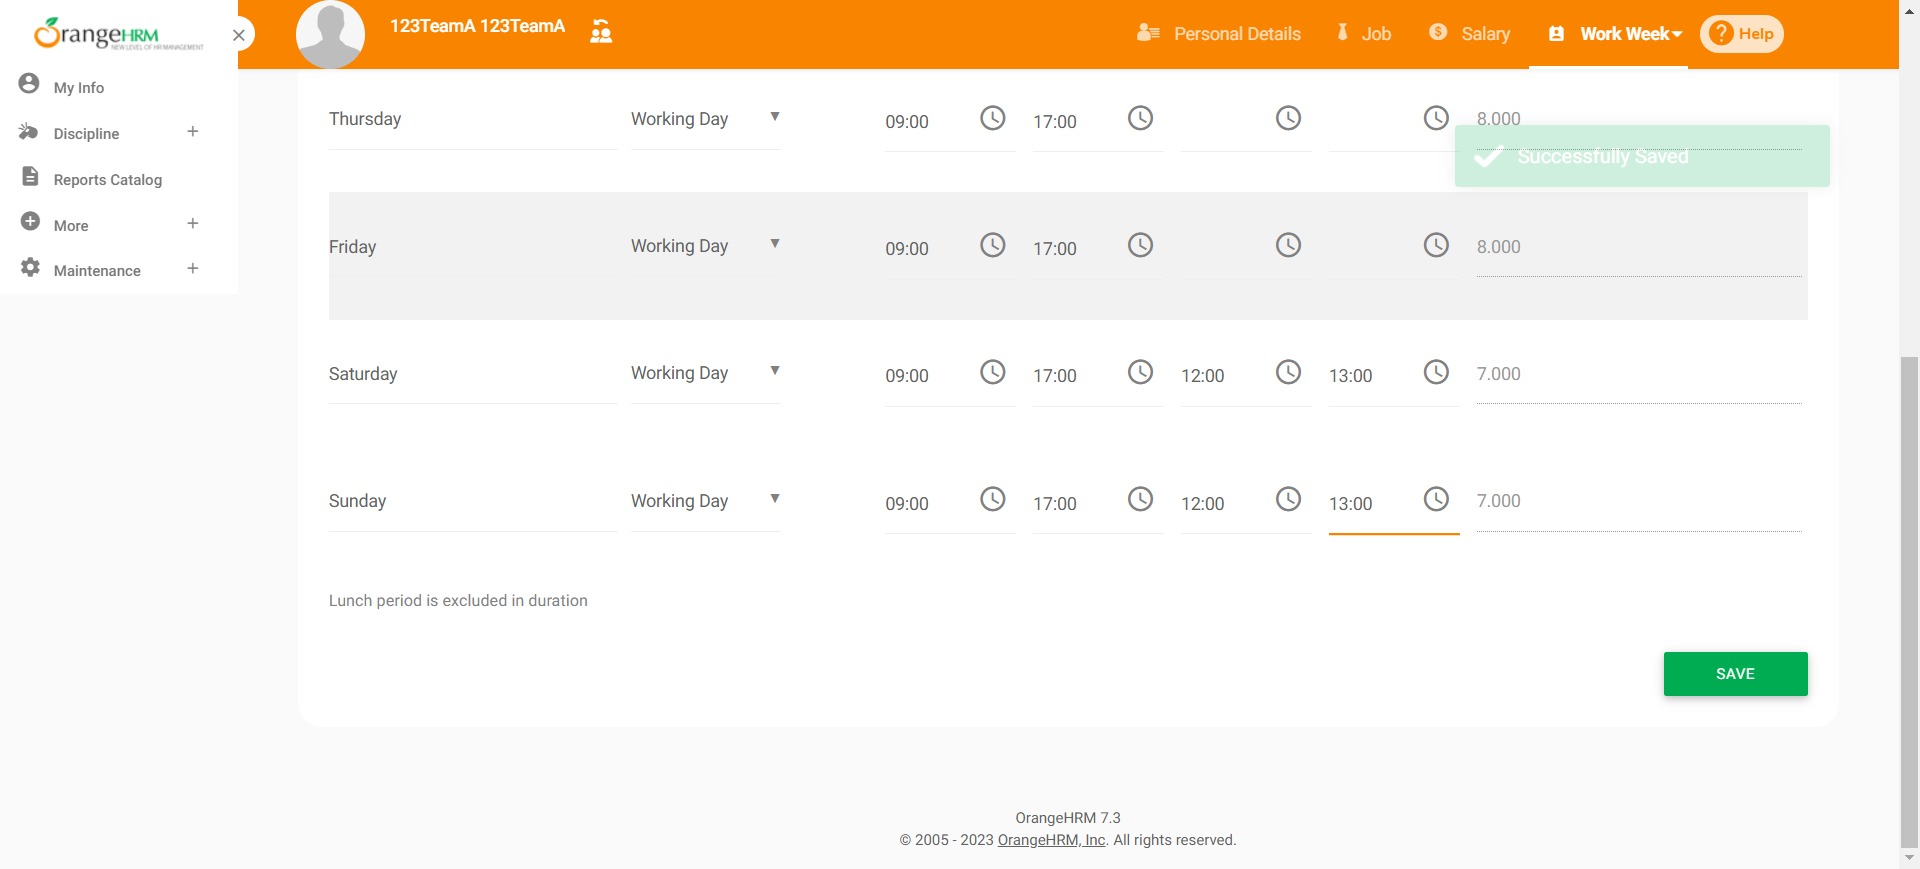 OrangeHRM
NEW LEVEL OF HR MANAGEMENT
My Info
Discipline
Reports Catalog
More
Maintenance
123TeamA 123TeamA
Personal Details
Job
Salary
Work Week
? Help
Thursday Working Day 09:00 17:00 8.000
Successfully Saved
Friday Working Day 09:00 17:00 8.000
Saturday Working Day 09:00 17:00 12:00 13:00 7.000
Sunday Working Day 09:00 17:00 12:00 13:00 7.000
Lunch period is excluded in duration
SAVE
OrangeHRM 7.3
© 2005 - 2023 OrangeHRM, Inc. All rights reserved.